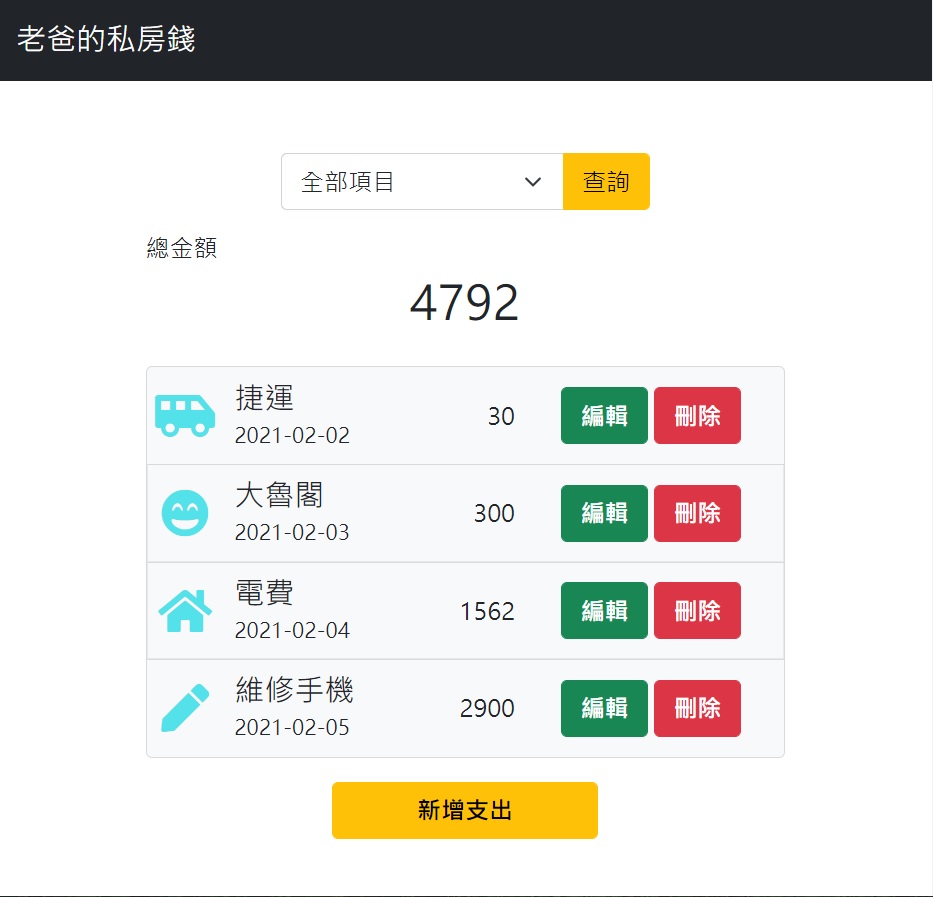 老爸的私房錢
全部項目 查詢
總金額
4792
捷運
2021-02-02
30 編輯 刪除
大魯閣
2021-02-03
300 編輯 刪除
電費
2021-02-04
1562 編輯 刪除
維修手機
2021-02-05
2900 編輯 刪除
新增支出